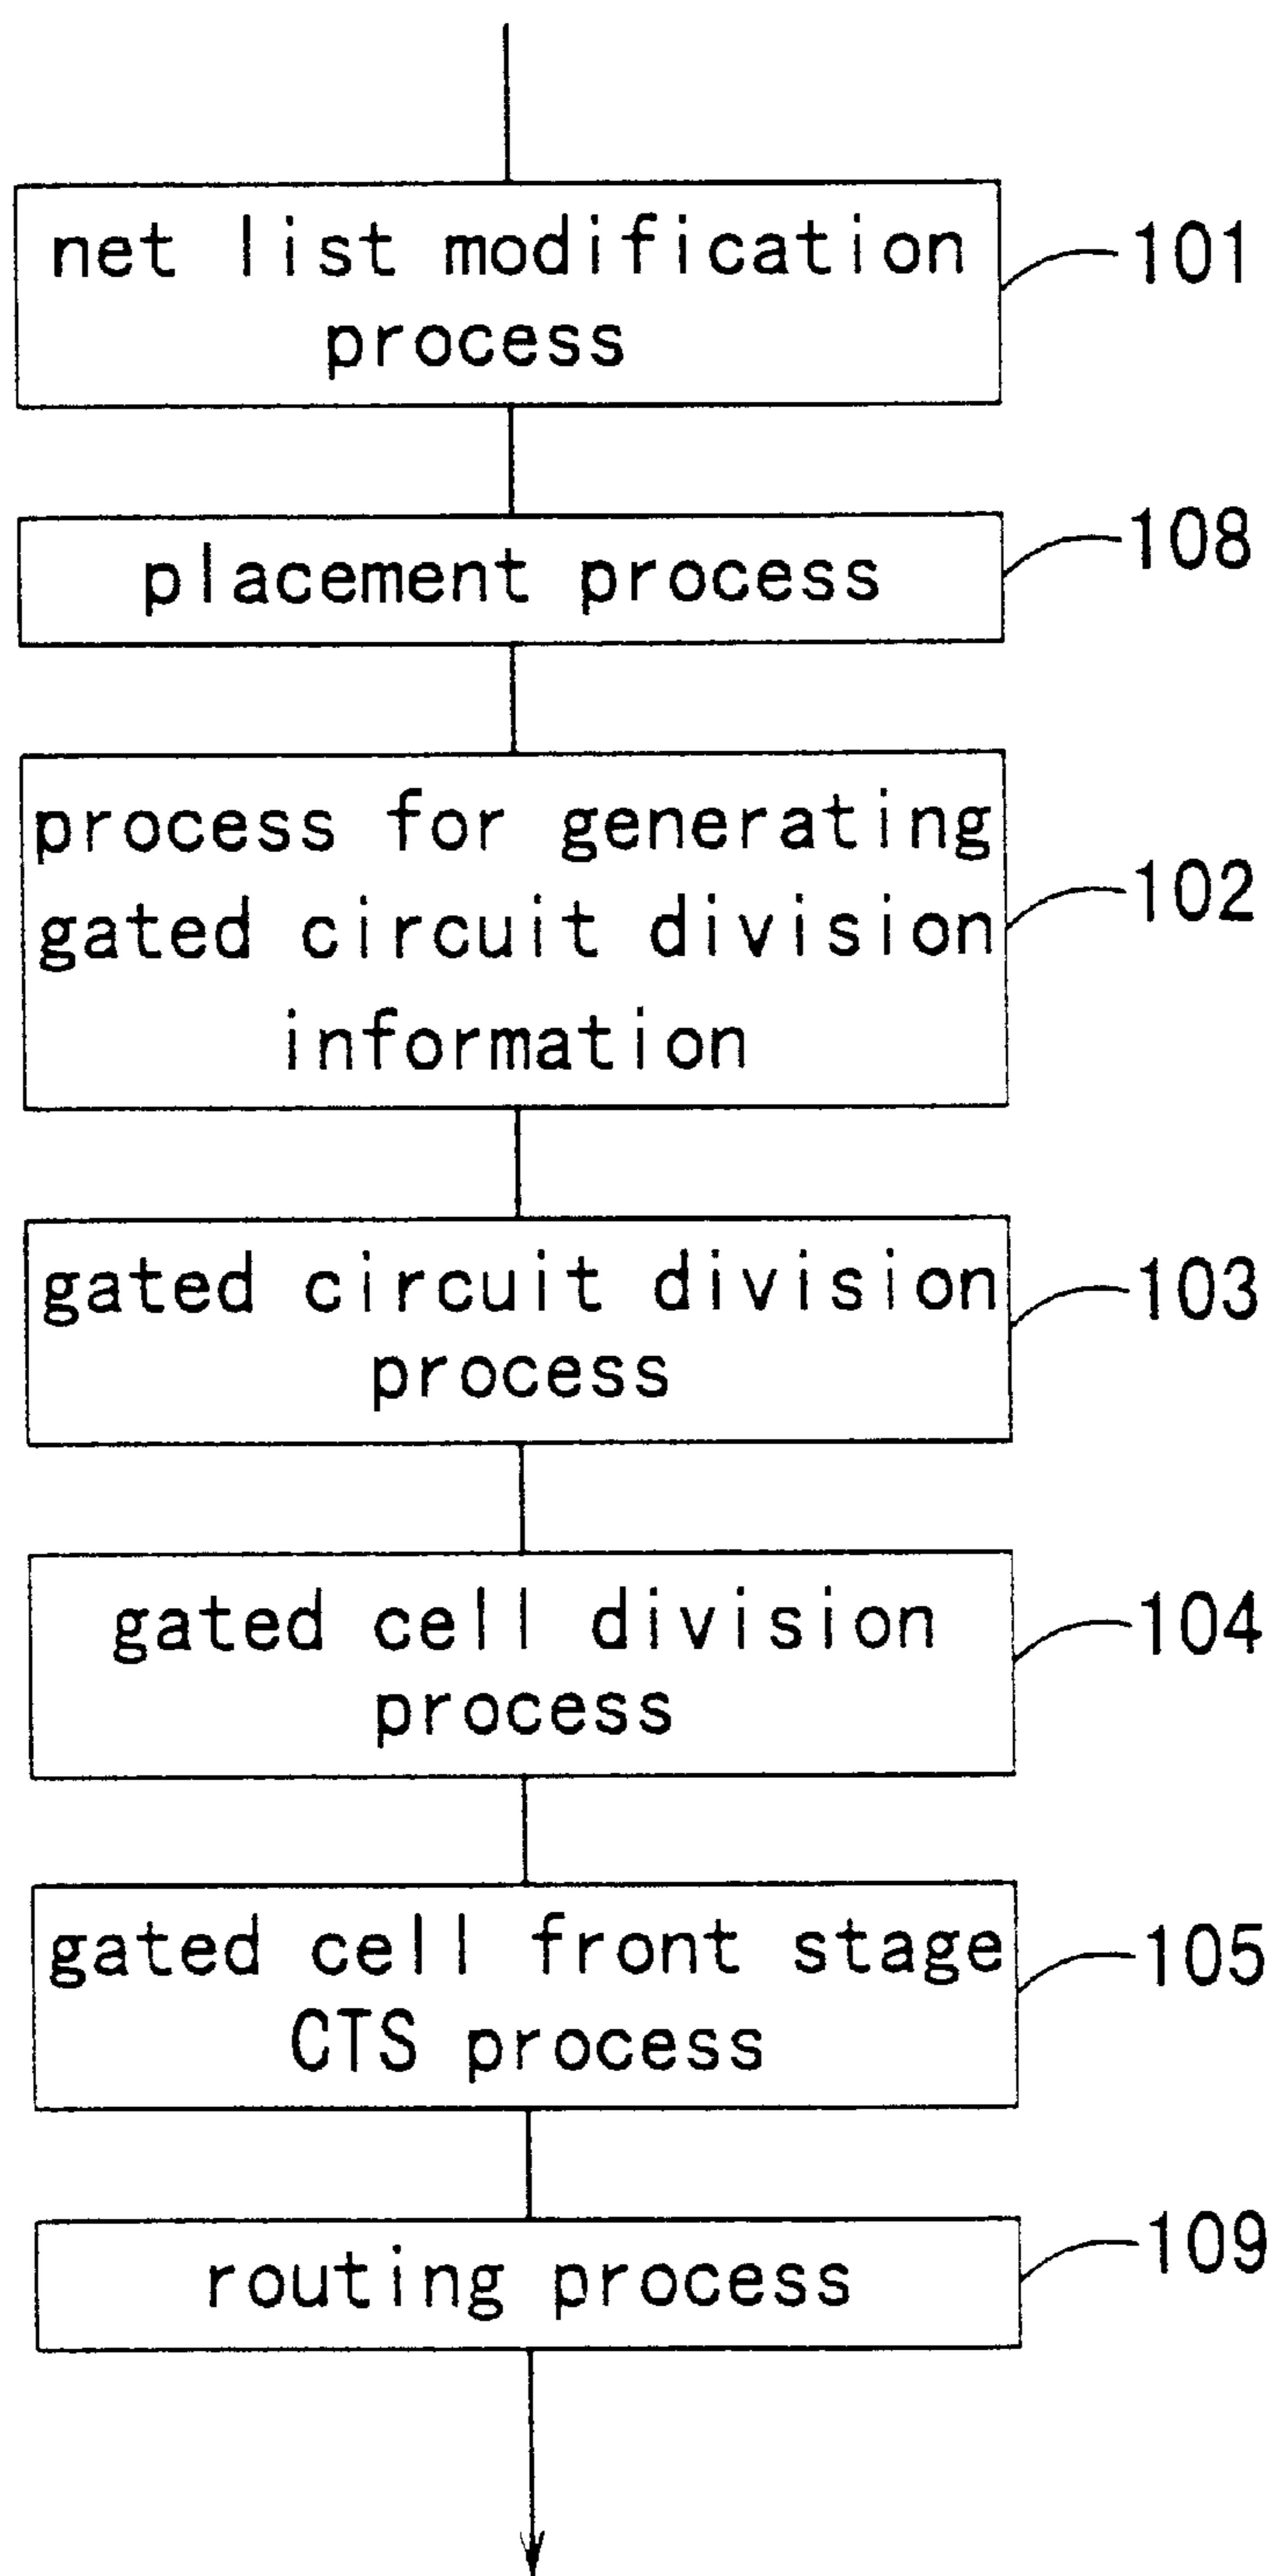 net list modification
process
101
placement process
108
process for generating
gated circuit division
information
102
gated circuit division
process
103
gated cell division
process
104
gated cell front stage
CTS process
105
routing process
109